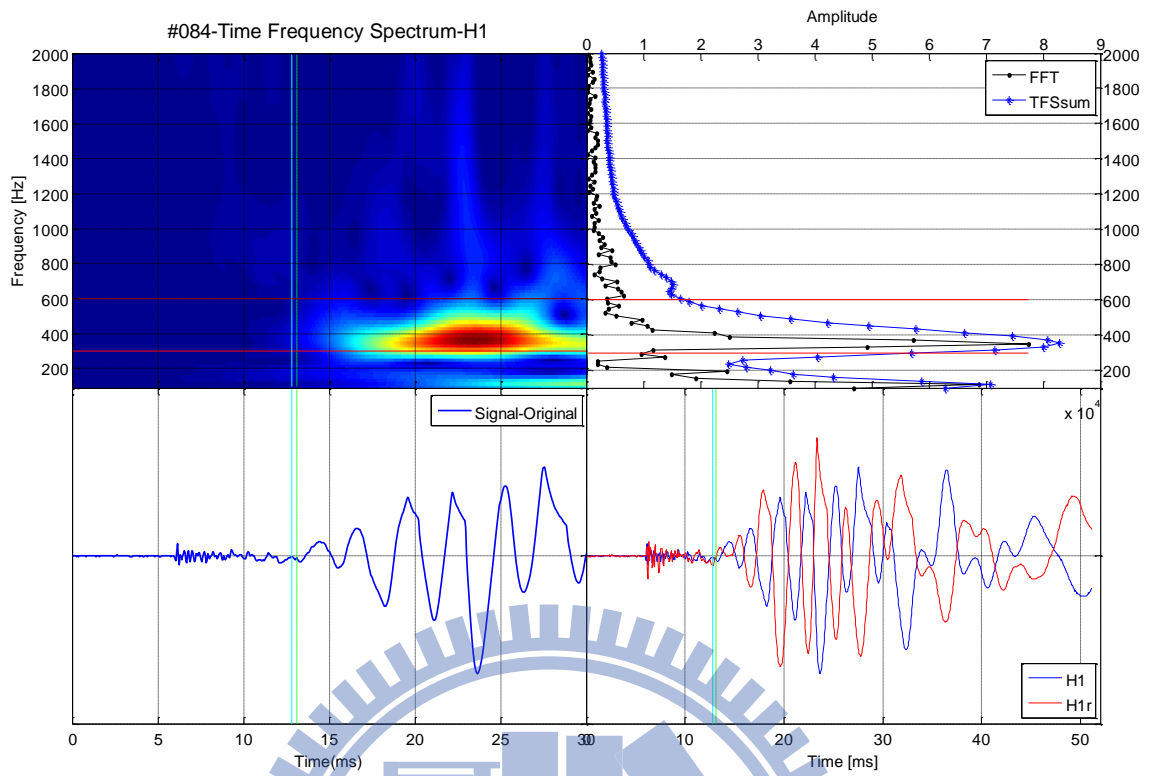 #084-Time Frequency Spectrum-H1
Amplitude
0 1 2 3 4 5 6 7 8 9
Frequency [Hz]
2000
1800
1600
1400
1200
1000
800
600
400
200
FFT
TFSsum
2000
1800
1600
1400
1200
1000
800
600
400
200
Signal-Original
x 10^4
H1
H1r
0 5 10 15 20 25 30
Time(ms)
0 10 20 30 40 50
Time [ms]